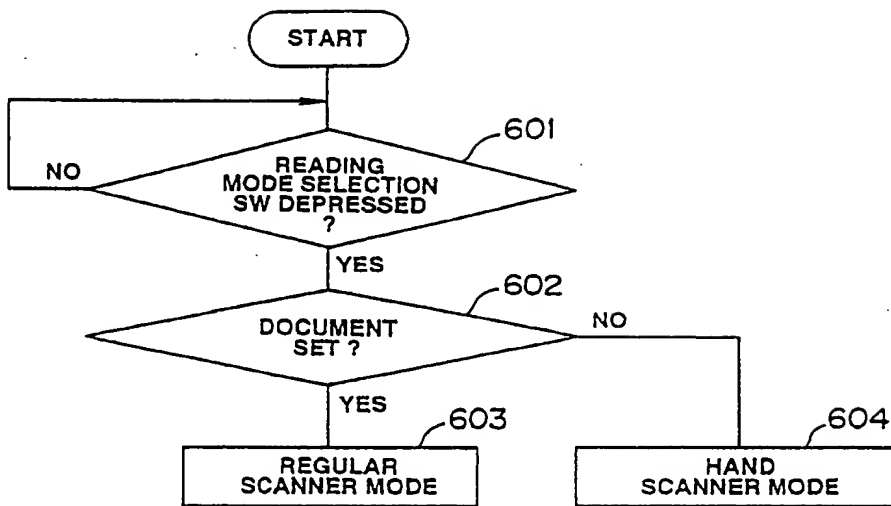 START
601
NO
READING
MODE SELECTION
SW DEPRESSED
?
YES
602
DOCUMENT
SET ?
NO
YES
603
604
REGULAR
SCANNER MODE
HAND
SCANNER MODE